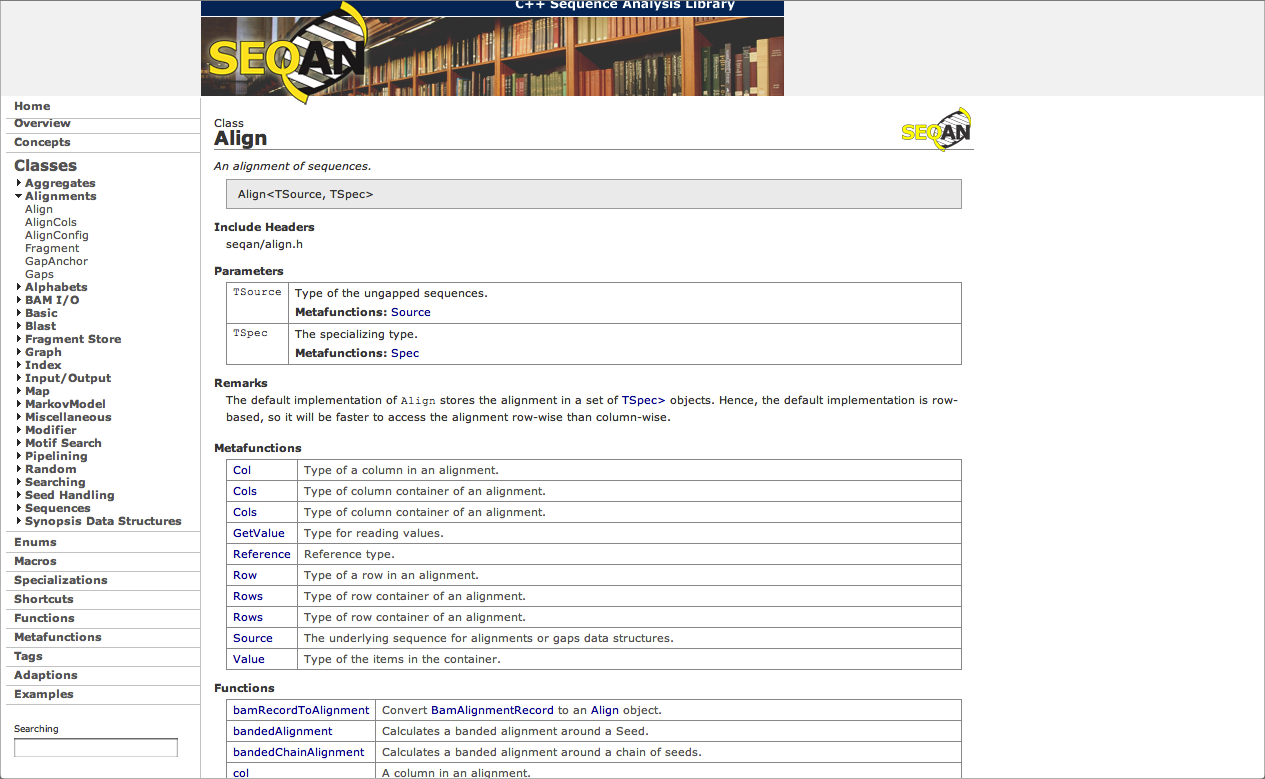 C++ Sequence Analysis Library
SEQAN
Home
Overview
Concepts
Classes
Aggregates
Alignments
Align
AlignCols
AlignConfig
Fragment
GapAnchor
Gaps
Alphabets
BAM I/O
Basic
Blast
Fragment Store
Graph
Index
Input/Output
Map
MarkovModel
Miscellaneous
Modifier
Motif Search
Pipelining
Random
Searching
Seed Handling
Sequences
Synopsis Data Structures
Enums
Macros
Specializations
Shortcuts
Functions
Metafunctions
Tags
Adaptions
Examples
Searching
Class
Align
SEQAN
An alignment of sequences.
Align<TSource, TSpec>
Include Headers
seqan/align.h
Parameters
TSource Type of the ungapped sequences.
Metafunctions: Source
TSpec The specializing type.
Metafunctions: Spec
Remarks
The default implementation of Align stores the alignment in a set of TSpec> objects. Hence, the default implementation is row-
based, so it will be faster to access the alignment row-wise than column-wise.
Metafunctions
Col Type of a column in an alignment.
Cols Type of column container of an alignment.
Cols Type of column container of an alignment.
GetValue Type for reading values.
Reference Reference type.
Row Type of a row in an alignment.
Rows Type of row container of an alignment.
Rows Type of row container of an alignment.
Source The underlying sequence for alignments or gaps data structures.
Value Type of the items in the container.
Functions
bamRecordToAlignment Convert BamAlignmentRecord to an Align object.
bandedAlignment Calculates a banded alignment around a Seed.
bandedChainAlignment Calculates a banded alignment around a chain of seeds.
col A column in an alignment.